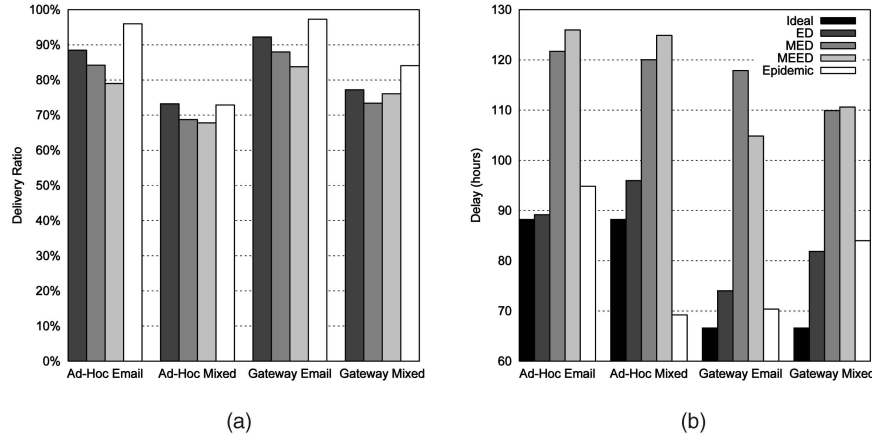 100%
90%
80%
70%
60%
50%
40%
30%
20%
10%
0%
Delivery Ratio
Ad-Hoc Email
Ad-Hoc Mixed
Gateway Email
Gateway Mixed
(a)
130
120
110
100
90
80
70
60
Delay (hours)
Ideal
ED
MED
MEED
Epidemic
Ad-Hoc Email
Ad-Hoc Mixed
Gateway Email
Gateway Mixed
(b)